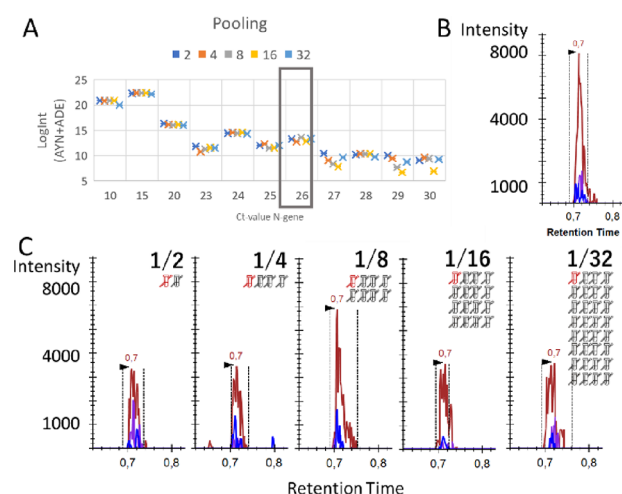 A
Pooling
2 4 8 16 32
LogInt
(AYN+ADE)
25
20
15
10
5
0
10 15 20 23 24 25 26 27 28 29 30
Ct-value N-gene
B
Intensity
8000
4000
1000
0,7
0,7 0,8
Retention Time
C
Intensity
8000
4000
1000
1/2
0,7
0,7 0,8
1/4
0,7
0,7 0,8
1/8
0,7
0,7 0,8
1/16
0,7
0,7 0,8
1/32
0,7
0,7 0,8
Retention Time